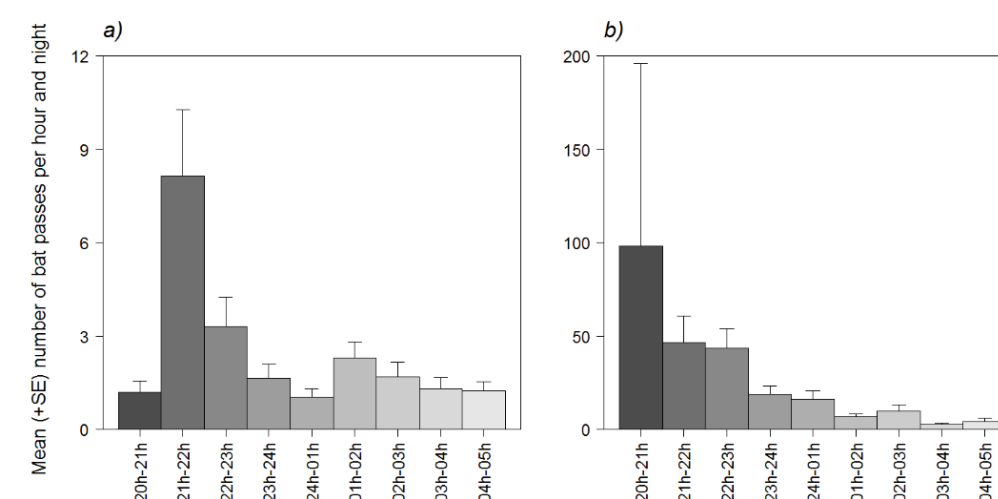 a)
b)
Mean (+SE) number of bat passes per hour and night
12
9
6
3
0
20h-21h
21h-22h
22h-23h
23h-24h
24h-01h
01h-02h
02h-03h
03h-04h
04h-05h
200
150
100
50
0
20h-21h
21h-22h
22h-23h
23h-24h
24h-01h
01h-02h
02h-03h
03h-04h
04h-05h